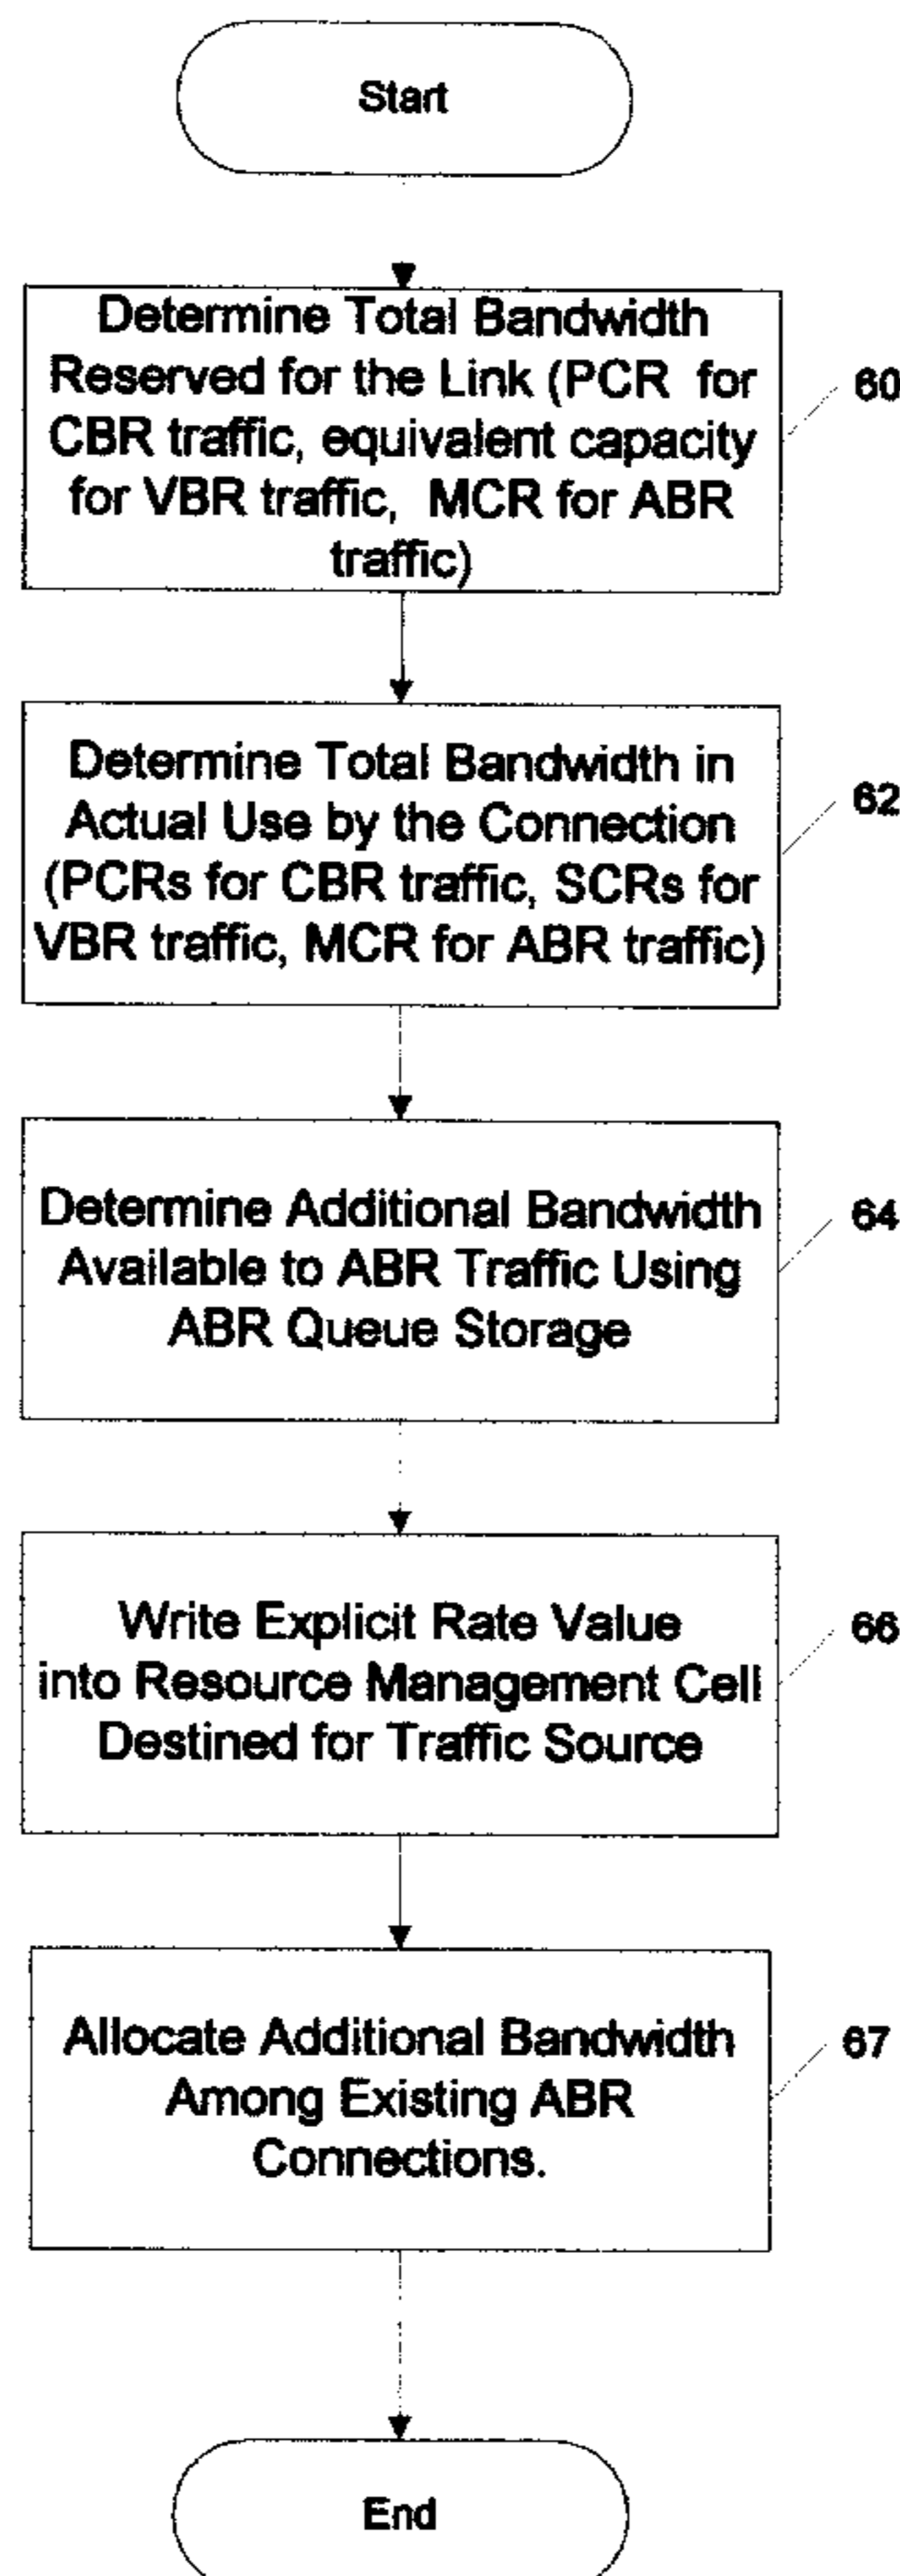 Start
Determine Total Bandwidth
Reserved for the Link (PCR for
CBR traffic, equivalent capacity
for VBR traffic, MCR for ABR
traffic)
60
Determine Total Bandwidth in
Actual Use by the Connection
(PCRs for CBR traffic, SCRs for
VBR traffic, MCR for ABR traffic)
62
Determine Additional Bandwidth
Available to ABR Traffic Using
ABR Queue Storage
64
Write Explicit Rate Value
into Resource Management Cell
Destined for Traffic Source
66
Allocate Additional Bandwidth
Among Existing ABR
Connections.
67
End